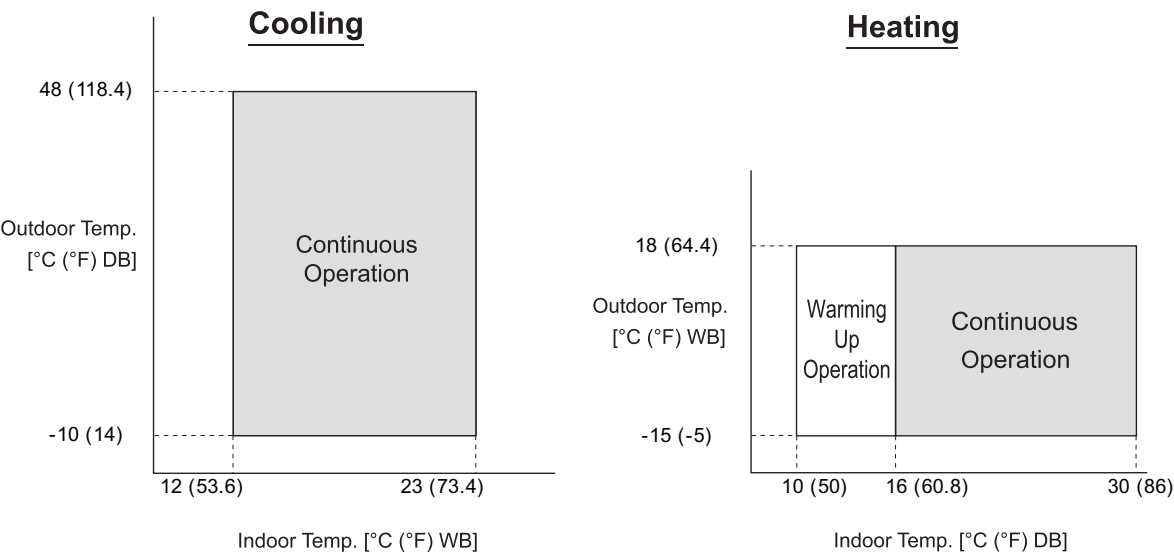 Cooling
48 (118.4)
Outdoor Temp.
[°C (°F) DB]
Continuous
Operation
-10 (14)
12 (53.6)
23 (73.4)
Indoor Temp. [°C (°F) WB]
Heating
18 (64.4)
Outdoor Temp.
[°C (°F) WB]
Warming
Up
Operation
Continuous
Operation
-15 (-5)
10 (50)
16 (60.8)
30 (86)
Indoor Temp. [°C (°F) DB]